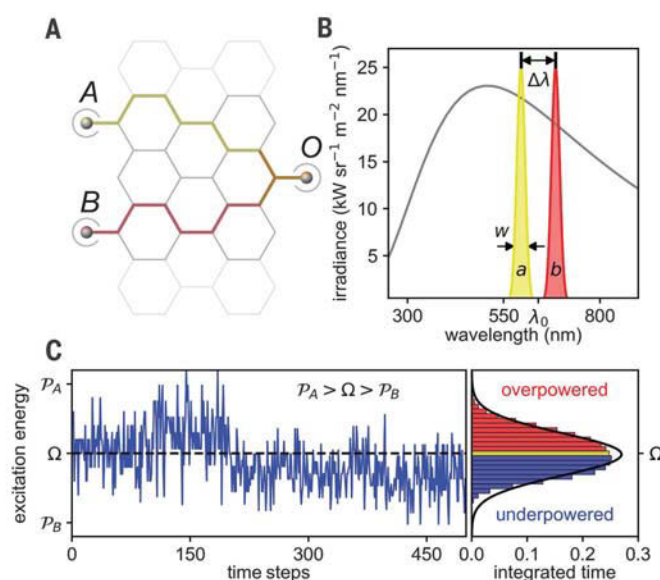 A
A
B
O
B
irradiance (kW sr⁻¹ m⁻² nm⁻¹)
25
20
15
10
5
Δλ
w
a
b
300
550
λ₀
800
wavelength (nm)
C
excitation energy
𝒫_A
Ω
𝒫_B
𝒫_A > Ω > 𝒫_B
0
150
300
450
time steps
overpowered
underpowered
Ω
0.0
0.1
0.2
0.3
integrated time